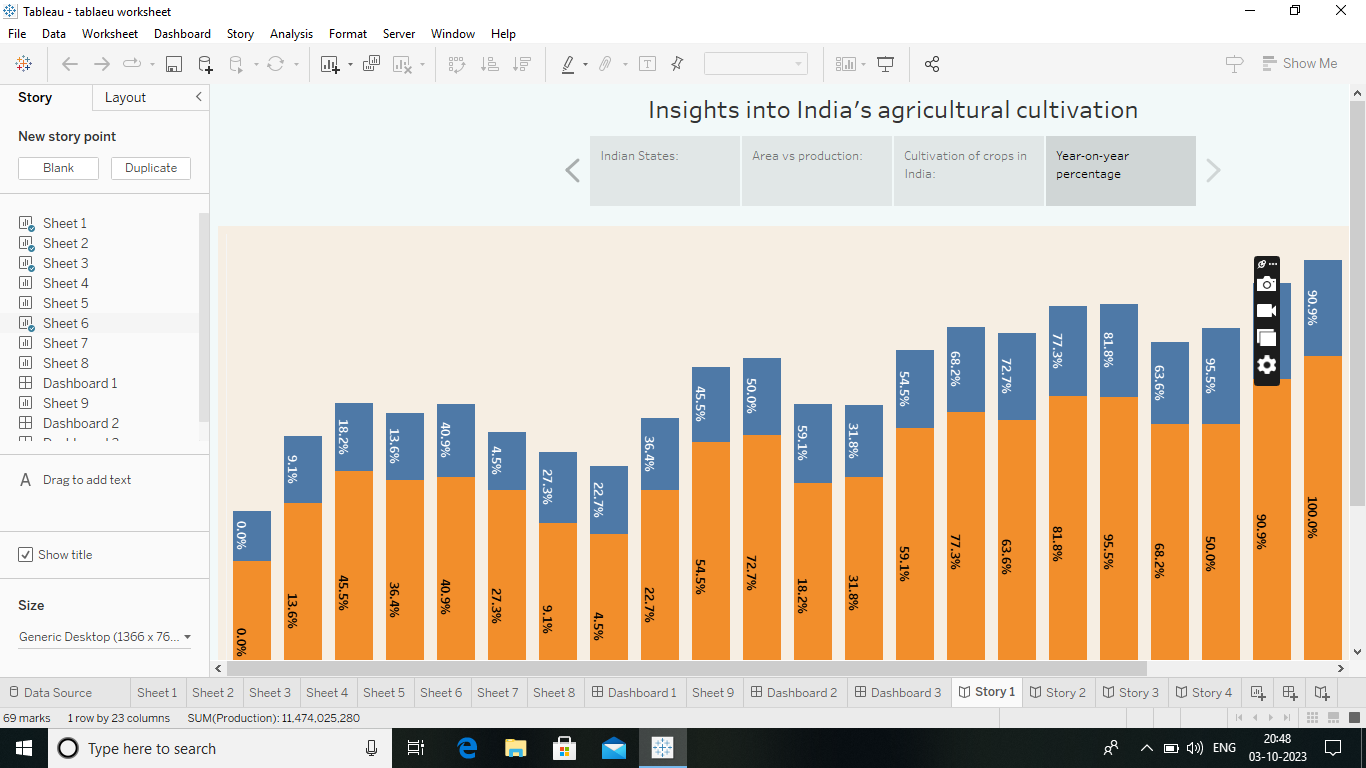 Tableau - tablaeu worksheet
File Data Worksheet Dashboard Story Analysis Format Server Window Help
Show Me
Story Layout
New story point
Blank Duplicate
Sheet 1
Sheet 2
Sheet 3
Sheet 4
Sheet 5
Sheet 6
Sheet 7
Sheet 8
Dashboard 1
Sheet 9
Dashboard 2
A Drag to add text
Show title
Size
Generic Desktop (1366 x 76...
Insights into India's agricultural cultivation
Indian States:
Area vs production:
Cultivation of crops in
India:
Year-on-year
percentage
0.0% 9.1% 18.2% 13.6% 40.9% 4.5% 27.3% 22.7% 36.4% 45.5% 50.0% 59.1% 31.8% 54.5% 68.2% 72.7% 77.3% 81.8% 63.6% 95.5% 90.9%
0.0% 13.6% 45.5% 36.4% 40.9% 27.3% 9.1% 4.5% 22.7% 54.5% 72.7% 18.2% 31.8% 59.1% 77.3% 63.6% 81.8% 95.5% 68.2% 50.0% 90.9% 100.0%
Data Source Sheet 1 Sheet 2 Sheet 3 Sheet 4 Sheet 5 Sheet 6 Sheet 7 Sheet 8 Dashboard 1 Sheet 9 Dashboard 2 Dashboard 3 Story 1 Story 2 Story 3 Story 4
69 marks 1 row by 23 columns SUM(Production): 11,474,025,280
Type here to search
ENG
20:48
03-10-2023